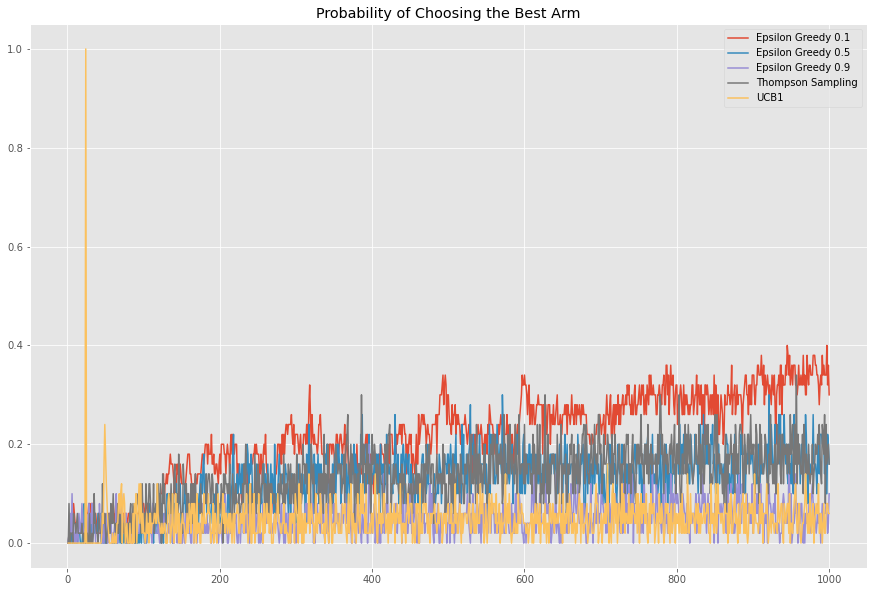 Probability of Choosing the Best Arm
Epsilon Greedy 0.1
Epsilon Greedy 0.5
Epsilon Greedy 0.9
Thompson Sampling
UCB1
1.0
0.8
0.6
0.4
0.2
0.0
0 200 400 600 800 1000